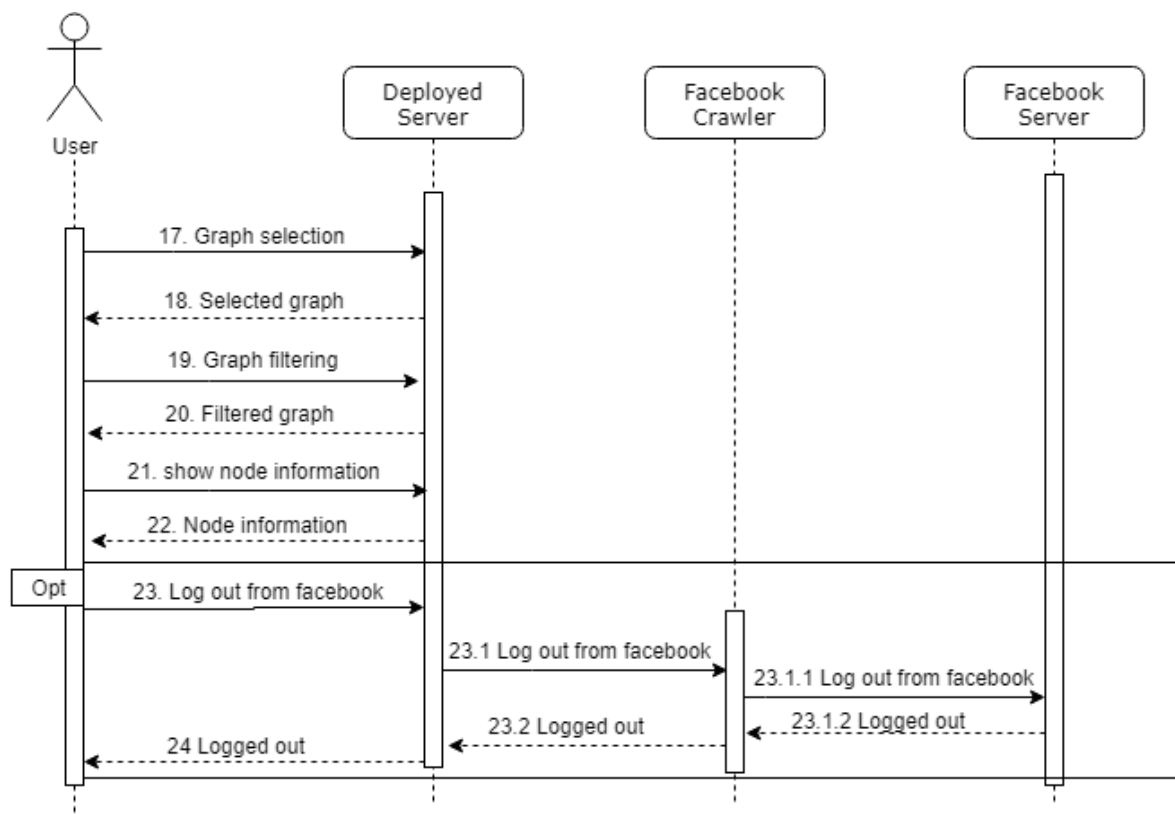 User
Deployed
Server
Facebook
Crawler
Facebook
Server
17. Graph selection
18. Selected graph
19. Graph filtering
20. Filtered graph
21. show node information
22. Node information
Opt
23. Log out from facebook
23.1 Log out from facebook
23.1.1 Log out from facebook
23.1.2 Logged out
23.2 Logged out
24 Logged out